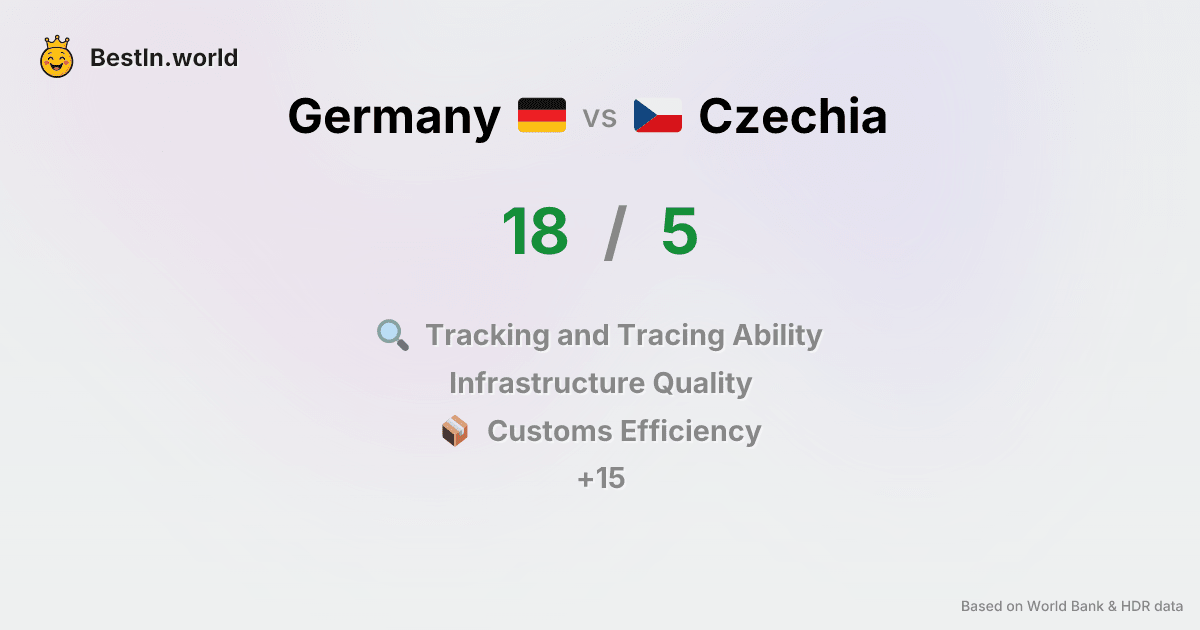 BestIn.world
Germany vs Czechia
18 / 5
Tracking and Tracing Ability
Infrastructure Quality
Customs Efficiency
+15
Based on World Bank & HDR data